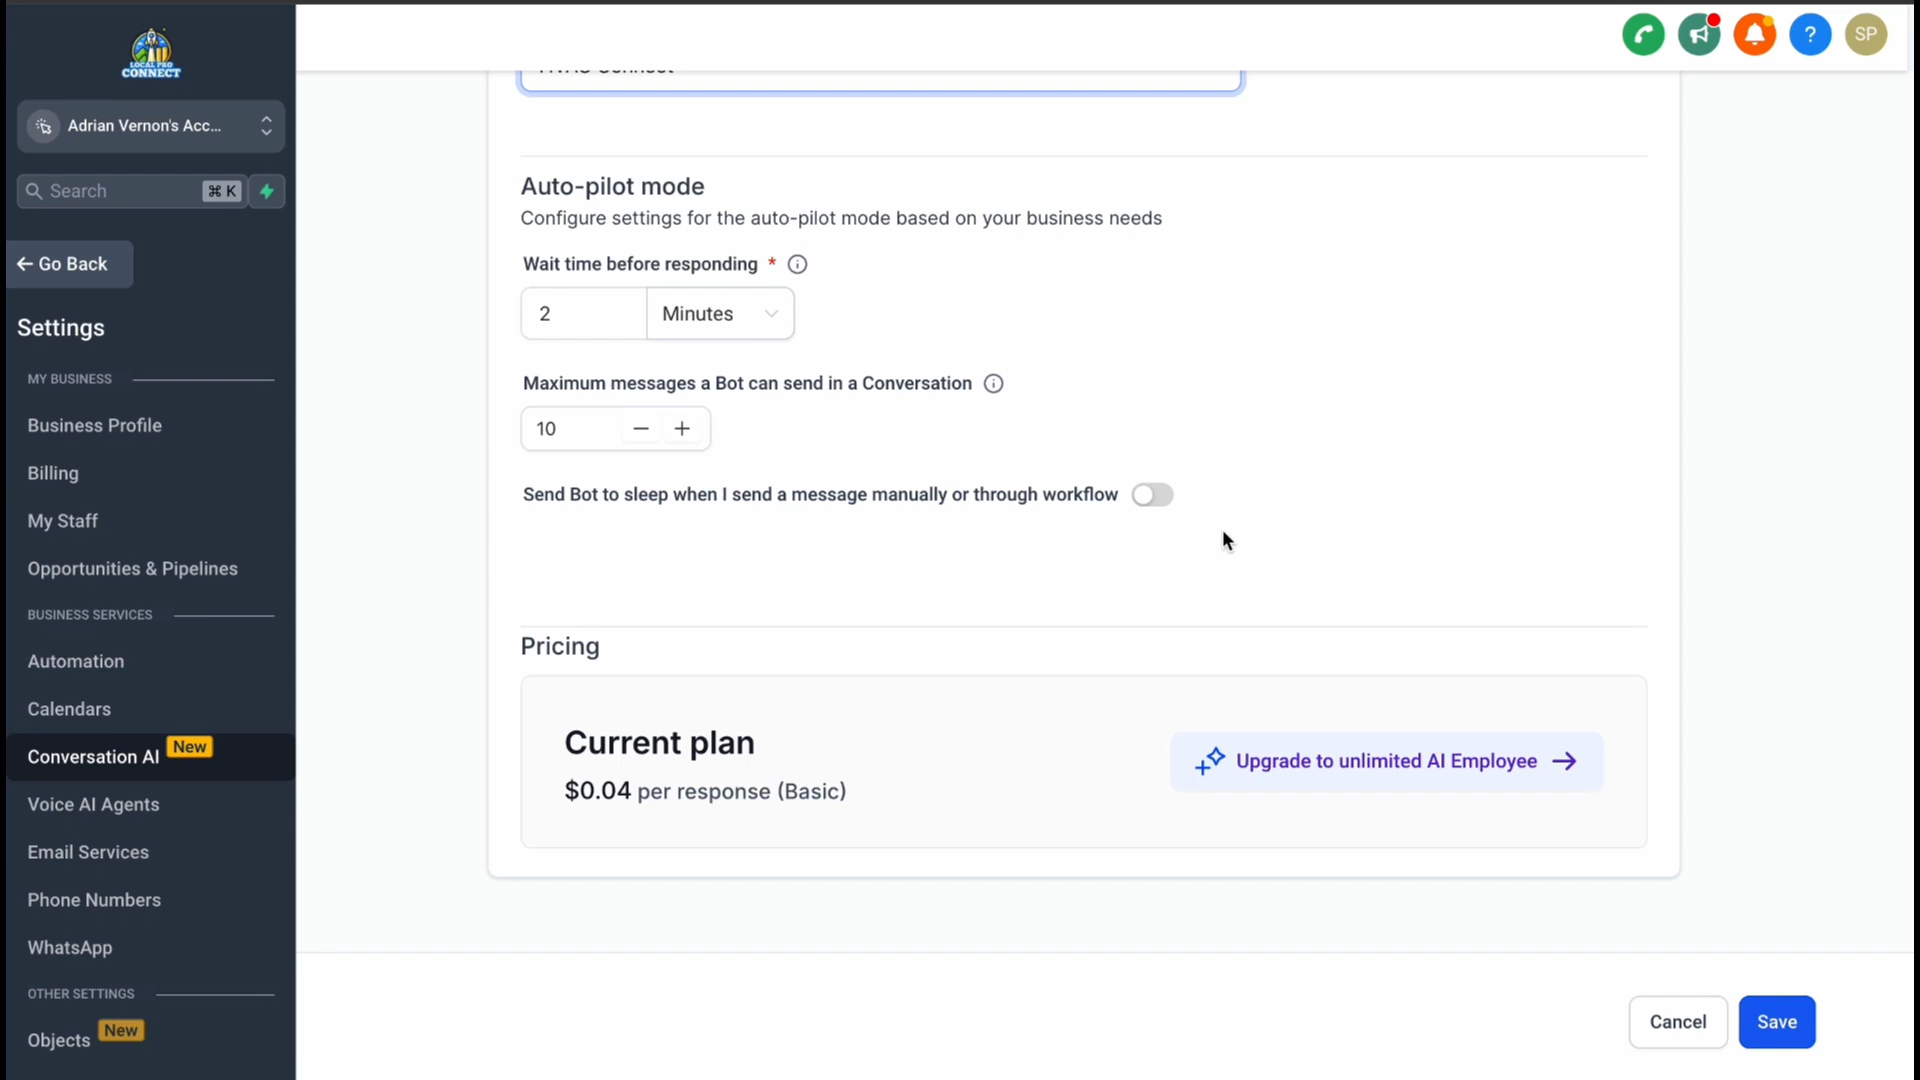 LOCAL PRO
CONNECT
Adrian Vernon's Acc...
Search ⌘ K
← Go Back
Settings
MY BUSINESS
Business Profile
Billing
My Staff
Opportunities & Pipelines
BUSINESS SERVICES
Automation
Calendars
Conversation AI New
Voice AI Agents
Email Services
Phone Numbers
WhatsApp
OTHER SETTINGS
Objects New
?
SP
HVAC Connect
Auto-pilot mode
Configure settings for the auto-pilot mode based on your business needs
Wait time before responding *
2 Minutes
Maximum messages a Bot can send in a Conversation
10 − +
Send Bot to sleep when I send a message manually or through workflow
Pricing
Current plan
$0.04 per response (Basic)
Upgrade to unlimited AI Employee →
Cancel Save